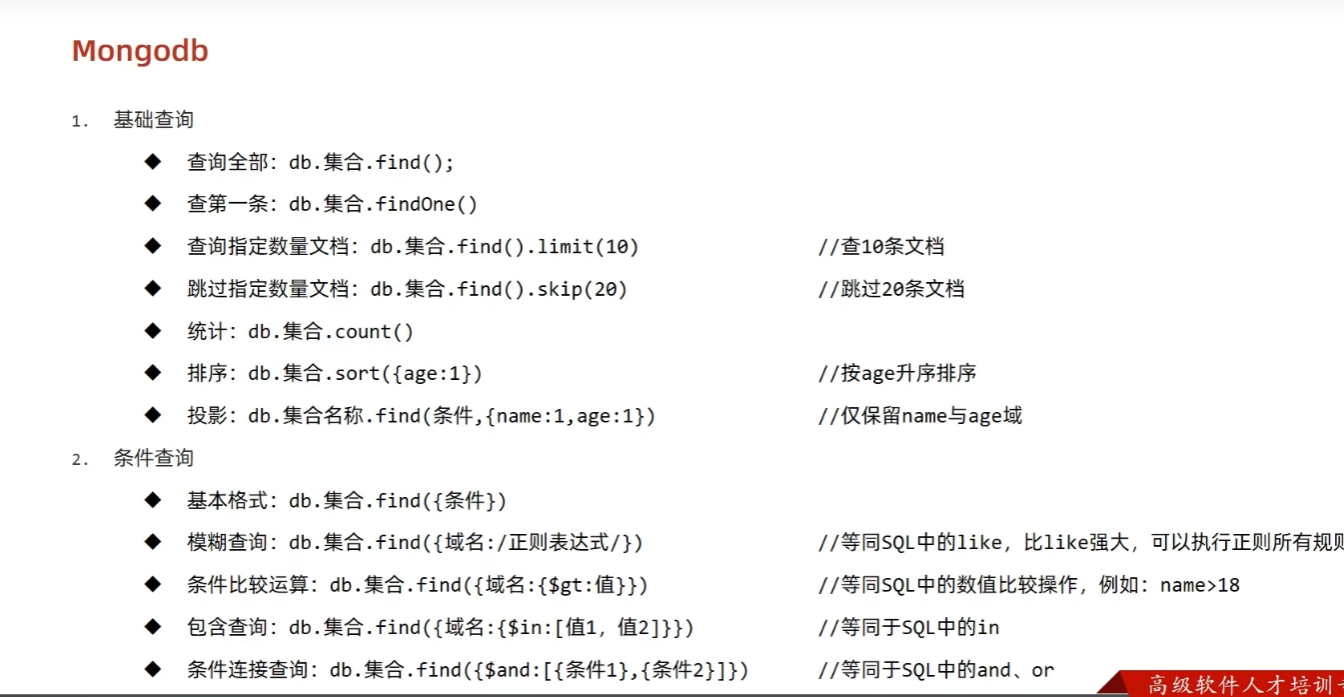 Mongodb
1. 基础查询
◆ 查询全部：db.集合.find();
◆ 查第一条：db.集合.findOne()
◆ 查询指定数量文档：db.集合.find().limit(10) //查10条文档
◆ 跳过指定数量文档：db.集合.find().skip(20) //跳过20条文档
◆ 统计：db.集合.count()
◆ 排序：db.集合.sort({age:1}) //按age升序排序
◆ 投影：db.集合名称.find(条件,{name:1,age:1}) //仅保留name与age域
2. 条件查询
◆ 基本格式：db.集合.find({条件})
◆ 模糊查询：db.集合.find({域名:/正则表达式/}) //等同SQL中的like，比like强大，可以执行正则所有规则
◆ 条件比较运算：db.集合.find({域名:{$gt:值}}) //等同SQL中的数值比较操作，例如：name>18
◆ 包含查询：db.集合.find({域名:{$in:[值1，值2]}}) //等同于SQL中的in
◆ 条件连接查询：db.集合.find({$and:[{条件1},{条件2}]}) //等同于SQL中的and、or
高级软件人才培训